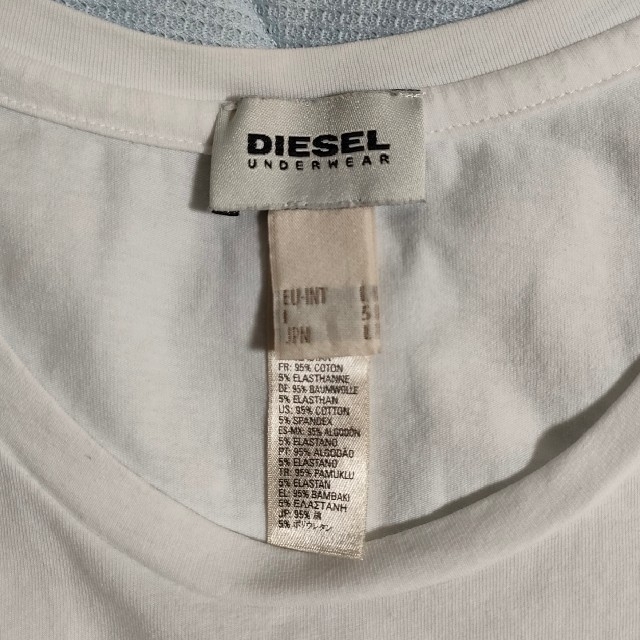 DIESEL
UNDERWEAR
EU-INT
I 5
JPN
FR: 95% COTON
5% ELASTHANNE
DE: 95% BAUMWOLLE
5% ELASTHAN
US: 95% COTTON
5% SPANDEX
ES-MX: 95% ALGODÓN
5% ELASTANO
PT: 95% ALGODÃO
5% ELASTANO
TR: 95% PAMUKLU
5% ELASTAN
EL: 95% BAMBAKI
5% ΕΛΑΣΤΑΝΗ
JP: 95% 綿
5% ポリウレタン